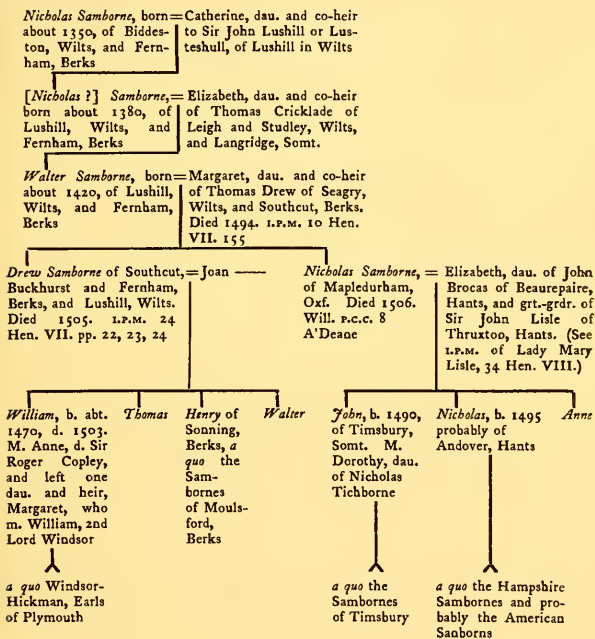 Nicholas Samborne, born = Catherine, dau. and co-heir
about 1350, of Biddes- to Sir John Lushill or Lus-
ton, Wilts, and Fern- teshull, of Lushill in Wilts
ham, Berks
[Nicholas ?] Samborne, = Elizabeth, dau. and co-heir
born about 1380, of of Thomas Cricklade of
Lushill, Wilts, and Leigh and Studley, Wilts,
Fernham, Berks and Langridge, Somt.
Walter Samborne, born = Margaret, dau. and co-heir
about 1420, of Lushill, of Thomas Drew of Seagry,
Wilts, and Fernham, Wilts, and Southcut, Berks.
Berks Died 1494. I.P.M. 10 Hen.
VII. 155
Drew Samborne of Southcut, = Joan ——
Buckhurst and Fernham,
Berks, and Lushill, Wilts.
Died 1505. I.P.M. 24
Hen. VII. pp. 22, 23, 24
Nicholas Samborne, =
of Mapledurham,
Oxf. Died 1506.
Will. P.C.C. 8
A'Deane
Elizabeth, dau. of John
Brocas of Beaurepaire,
Hants, and grt.-grdr. of
Sir John Lisle of
Thruxton, Hants. (See
I.P.M. of Lady Mary
Lisle, 34 Hen. VIII.)
William, b. abt.
1470, d. 1503.
M. Anne, d. Sir
Roger Copley,
and left one
dau. and heir,
Margaret, who
m. William, 2nd
Lord Windsor
Thomas
Henry of
Sonning,
Berks, a
quo the
Sam-
bornes
of Mouls-
ford,
Berks
Walter
John, b. 1490,
of Timsbury,
Somt. M.
Dorothy, dau.
of Nicholas
Tichborne
Nicholas, b. 1495
probably of
Andover, Hants
Anne
a quo Windsor-
Hickman, Earls
of Plymouth
a quo the
Sambornes
of Timsbury
a quo the Hampshire
Sambornes and pro-
bably the American
Sanborns